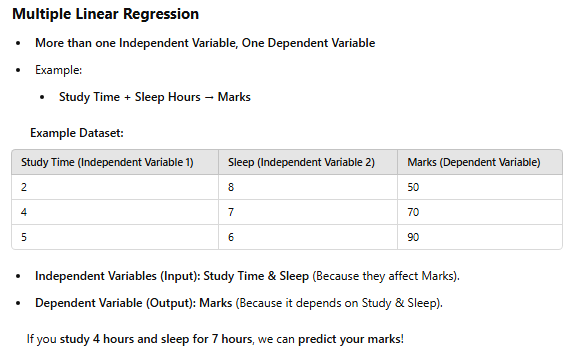 Multiple Linear Regression
• More than one Independent Variable, One Dependent Variable
• Example:
• Study Time + Sleep Hours → Marks
Example Dataset:
Study Time (Independent Variable 1) Sleep (Independent Variable 2) Marks (Dependent Variable)
2 8 50
4 7 70
5 6 90
• Independent Variables (Input): Study Time & Sleep (Because they affect Marks).
• Dependent Variable (Output): Marks (Because it depends on Study & Sleep).
If you study 4 hours and sleep for 7 hours, we can predict your marks!